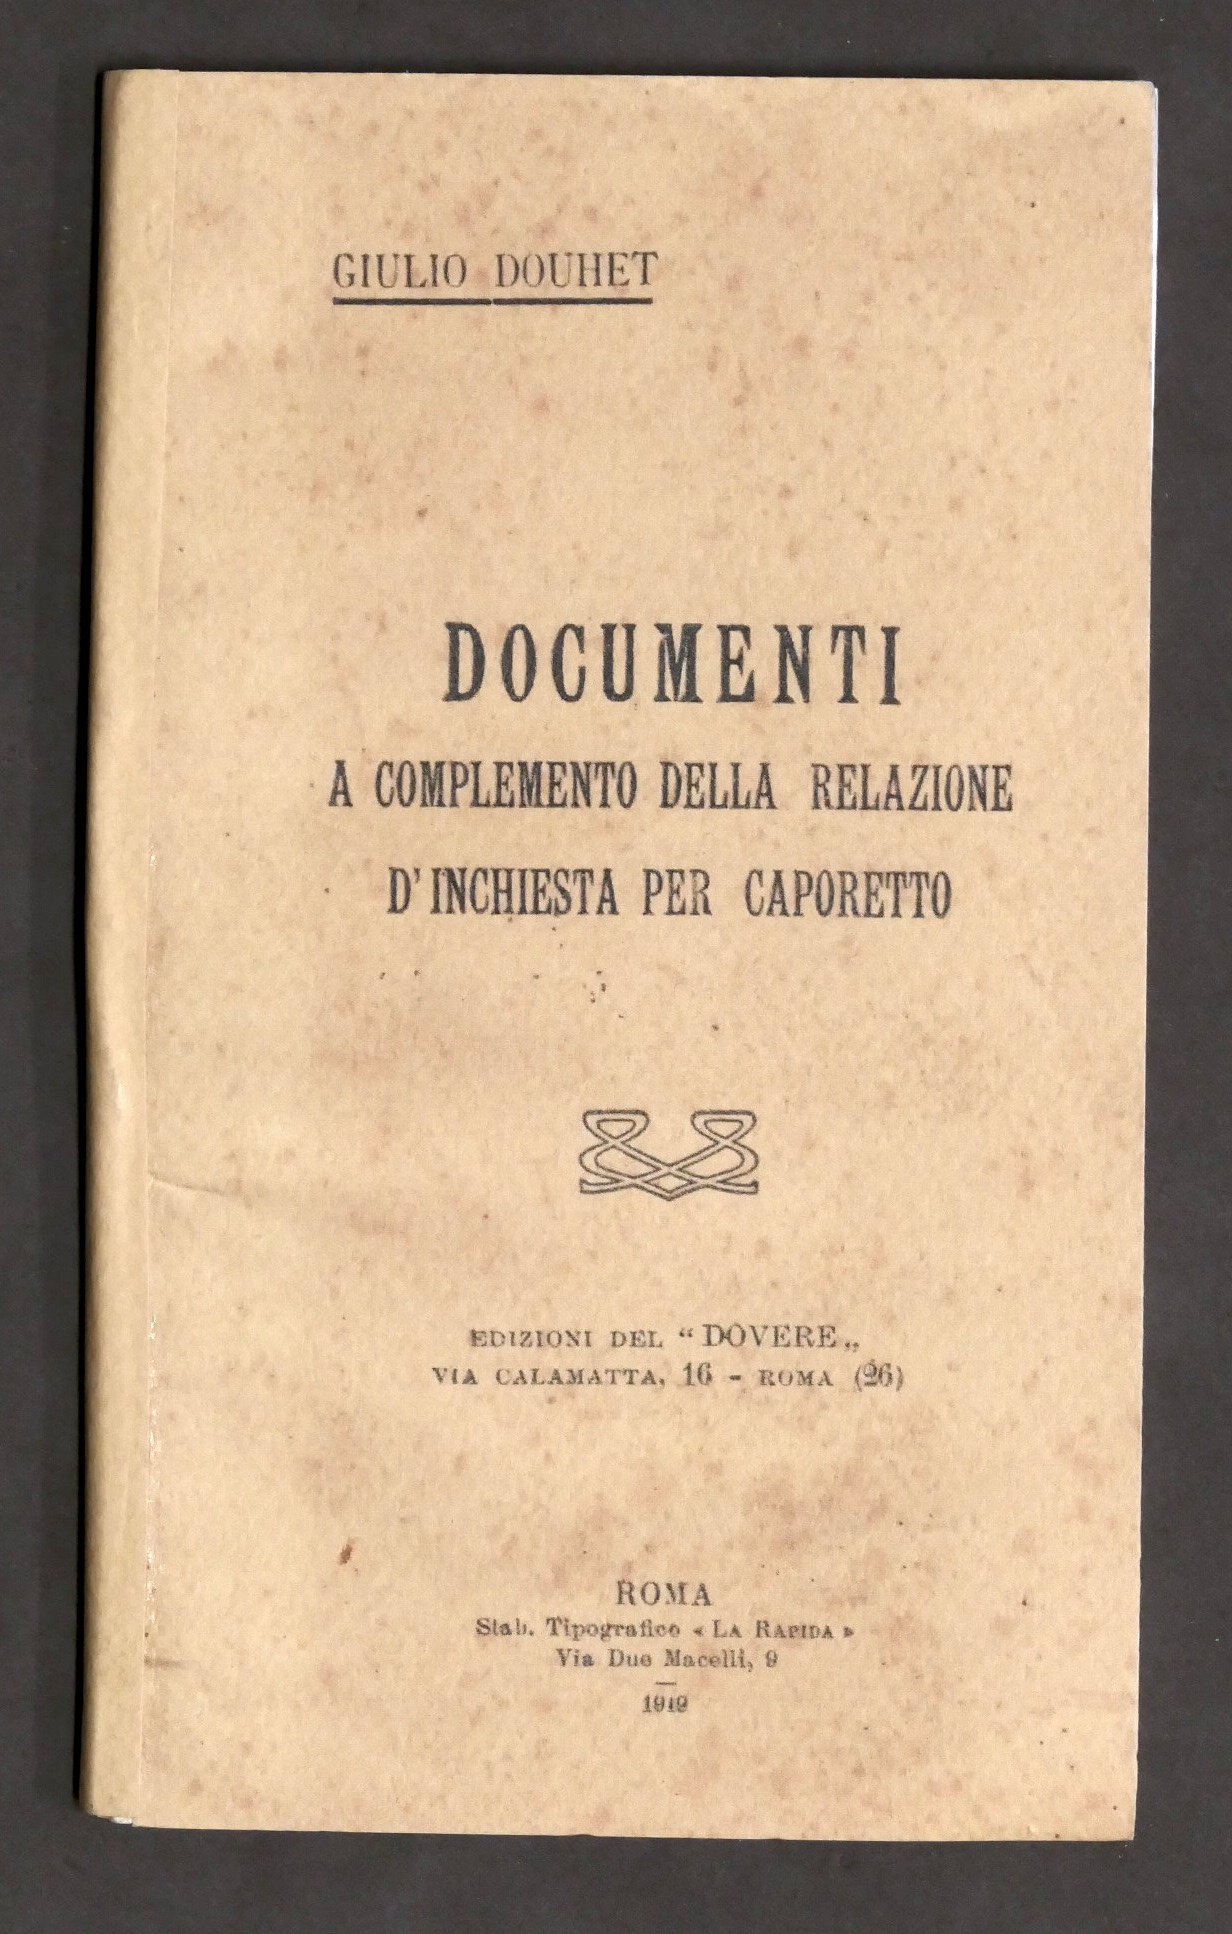 GIULIO DOUHET
DOCUMENTI
A COMPLEMENTO DELLA RELAZIONE
D'INCHIESTA PER CAPORETTO
EDIZIONI DEL “DOVERE„
VIA CALAMATTA, 16 - ROMA (26)
ROMA
Stab. Tipografico « LA RAPIDA »
Via Due Macelli, 9
1919